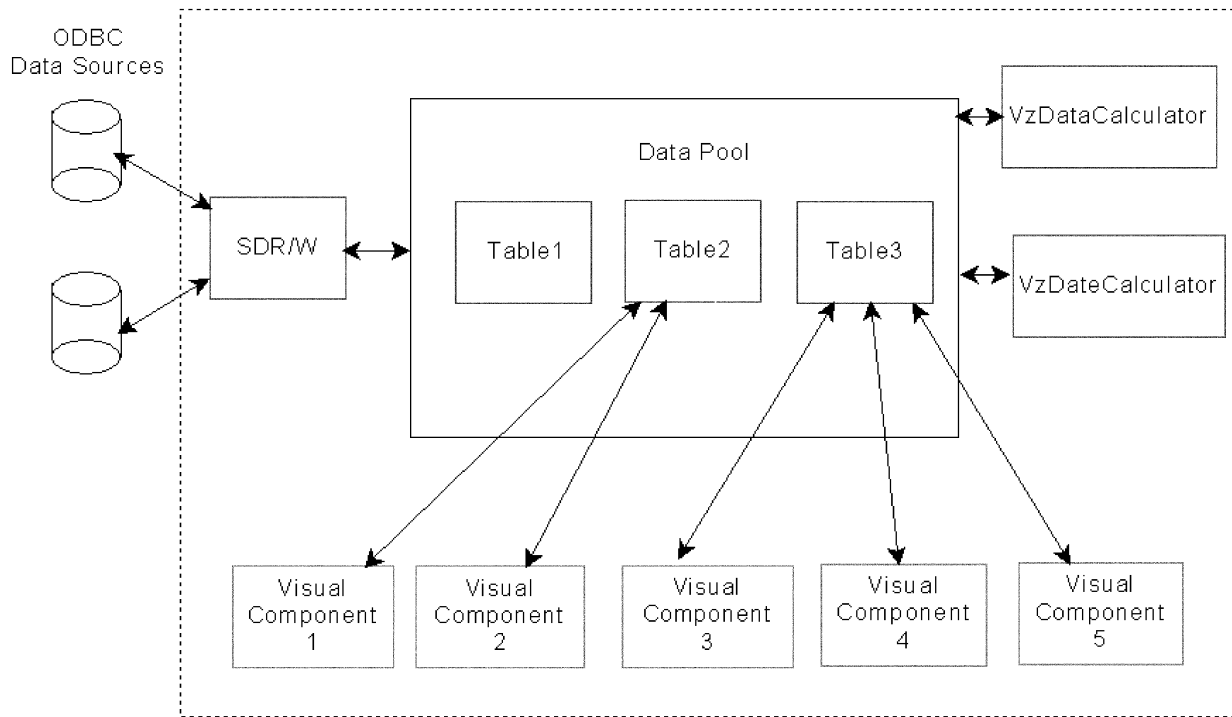 ODBC
Data Sources
VzDataCalculator
Data Pool
SDR/W
Table1
Table2
Table3
VzDateCalculator
Visual
Component
1
Visual
Component
2
Visual
Component
3
Visual
Component
4
Visual
Component
5